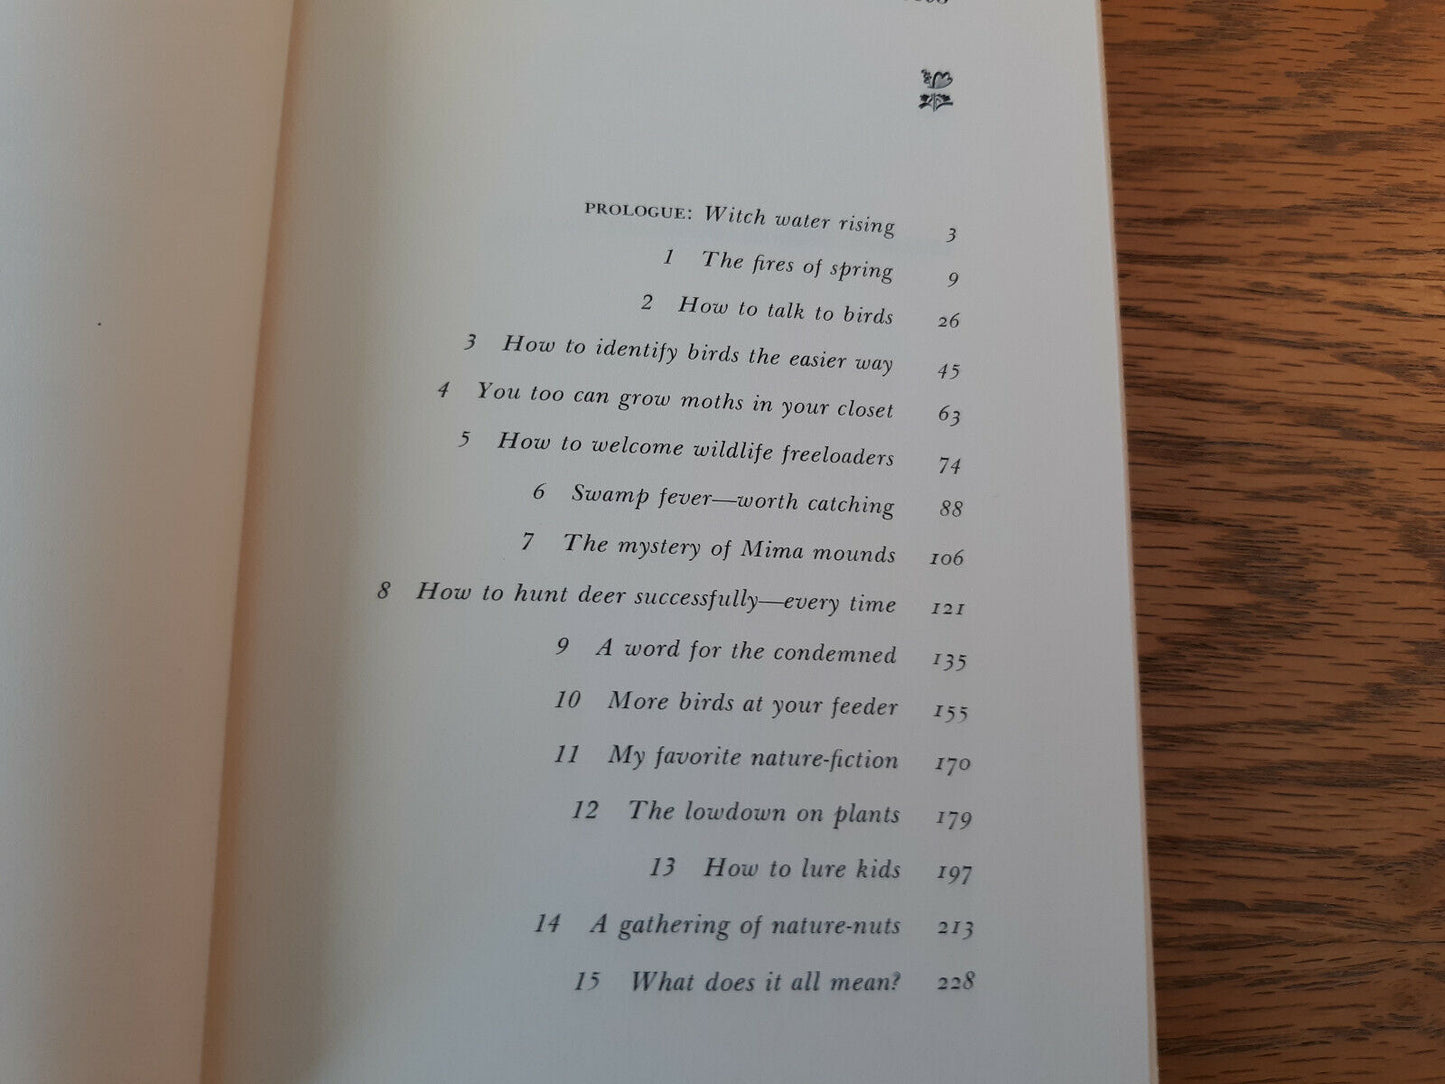 PROLOGUE: Witch water rising 3
1 The fires of spring 9
2 How to talk to birds 26
3 How to identify birds the easier way 45
4 You too can grow moths in your closet 63
5 How to welcome wildlife freeloaders 74
6 Swamp fever—worth catching 88
7 The mystery of Mima mounds 106
8 How to hunt deer successfully—every time 121
9 A word for the condemned 135
10 More birds at your feeder 155
11 My favorite nature-fiction 170
12 The lowdown on plants 179
13 How to lure kids 197
14 A gathering of nature-nuts 213
15 What does it all mean? 228